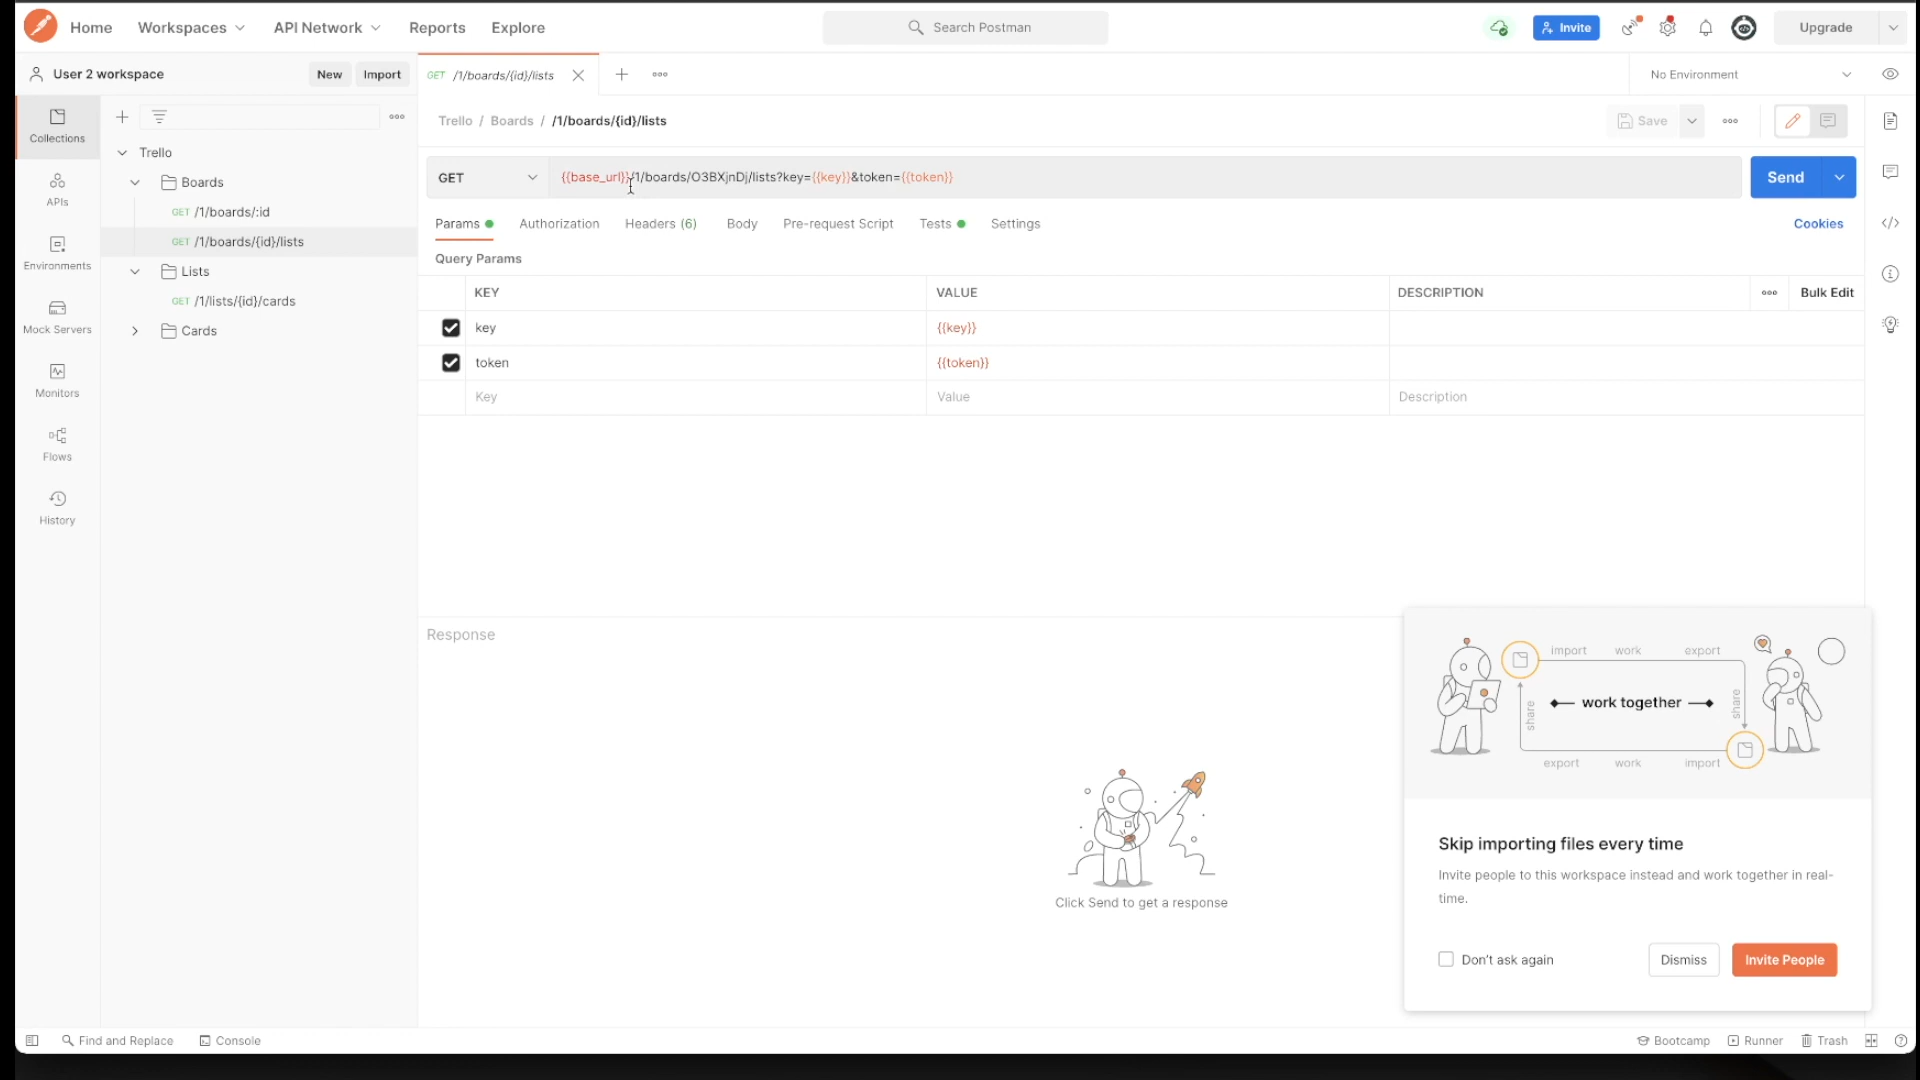 Home
Workspaces
API Network
Reports
Explore
Search Postman
Invite
Upgrade
User 2 workspace
New
Import
GET /1/boards/{id}/lists
No Environment
Collections
APIs
Environments
Mock Servers
Monitors
Flows
History
Trello
Boards
GET /1/boards/:id
GET /1/boards/{id}/lists
Lists
GET /1/lists/{id}/cards
Cards
Trello / Boards / /1/boards/{id}/lists
Save
GET
{{base_url}}/1/boards/O3BXjnDj/lists?key={{key}}&token={{token}}
Send
Params
Authorization
Headers (6)
Body
Pre-request Script
Tests
Settings
Cookies
Query Params
KEY
VALUE
DESCRIPTION
Bulk Edit
key
{{key}}
token
{{token}}
Key
Value
Description
Response
Click Send to get a response
import
work
export
share
work together
share
export
work
import
Skip importing files every time
Invite people to this workspace instead and work together in real-
time.
Don't ask again
Dismiss
Invite People
Find and Replace
Console
Bootcamp
Runner
Trash